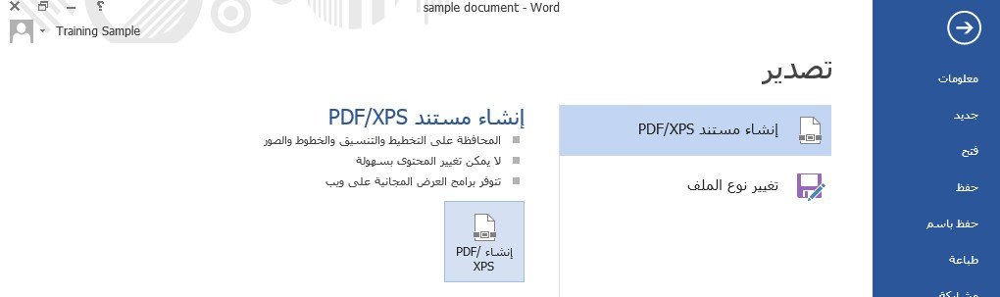 sample document - Word
?
Training Sample
معلومات
جديد
فتح
حفظ
حفظ باسم
طباعة
تصدير
إنشاء مستند PDF/XPS
تغيير نوع الملف
إنشاء مستند PDF/XPS
المحافظة على التخطيط والتنسيق والخطوط والصور
لا يمكن تغيير المحتوى بسهولة
تتوفر برامج العرض المجانية على ويب
إنشاء PDF/
XPS